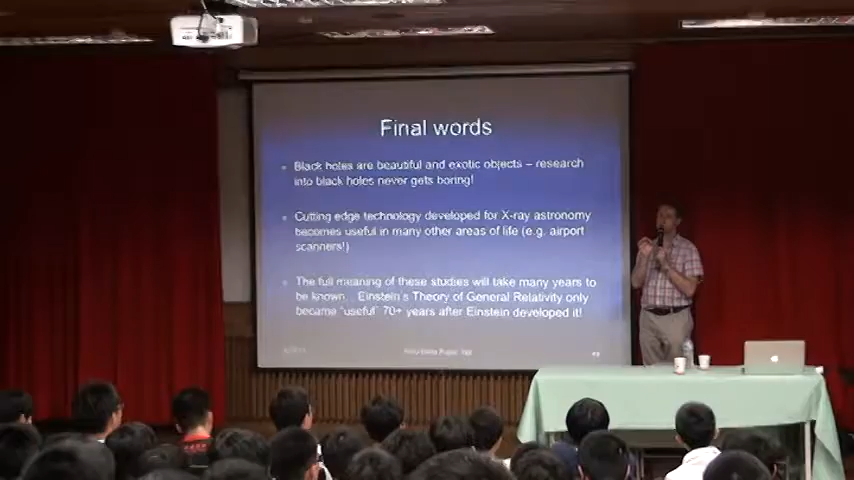 Final words
Black holes are beautiful and exotic objects – research
into black holes never gets boring!
Cutting edge technology developed for X-ray astronomy
becomes useful in many other areas of life (e.g. airport
scanners!)
The full meaning of these studies will take many years to
be known. Einstein's Theory of General Relativity only
became "useful" 70+ years after Einstein developed it!